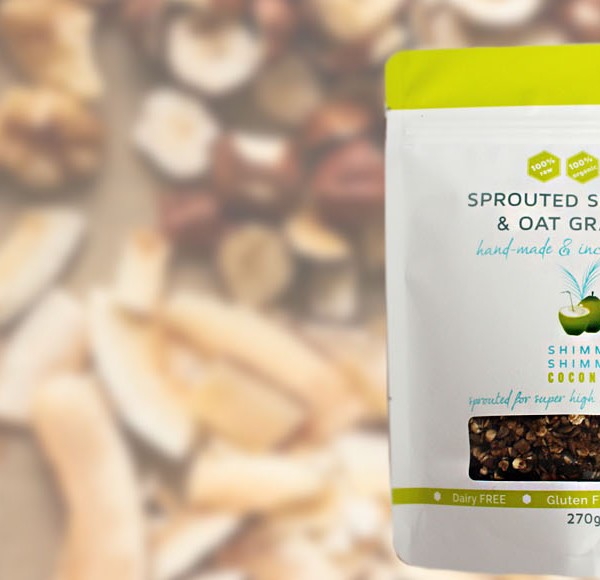 100% raw
100% organic
SPROUTED S
& OAT GRA
hand-made & inc
SHIMM
SHIMM
COCON
sprouted for super high
Dairy FREE Gluten F
270g